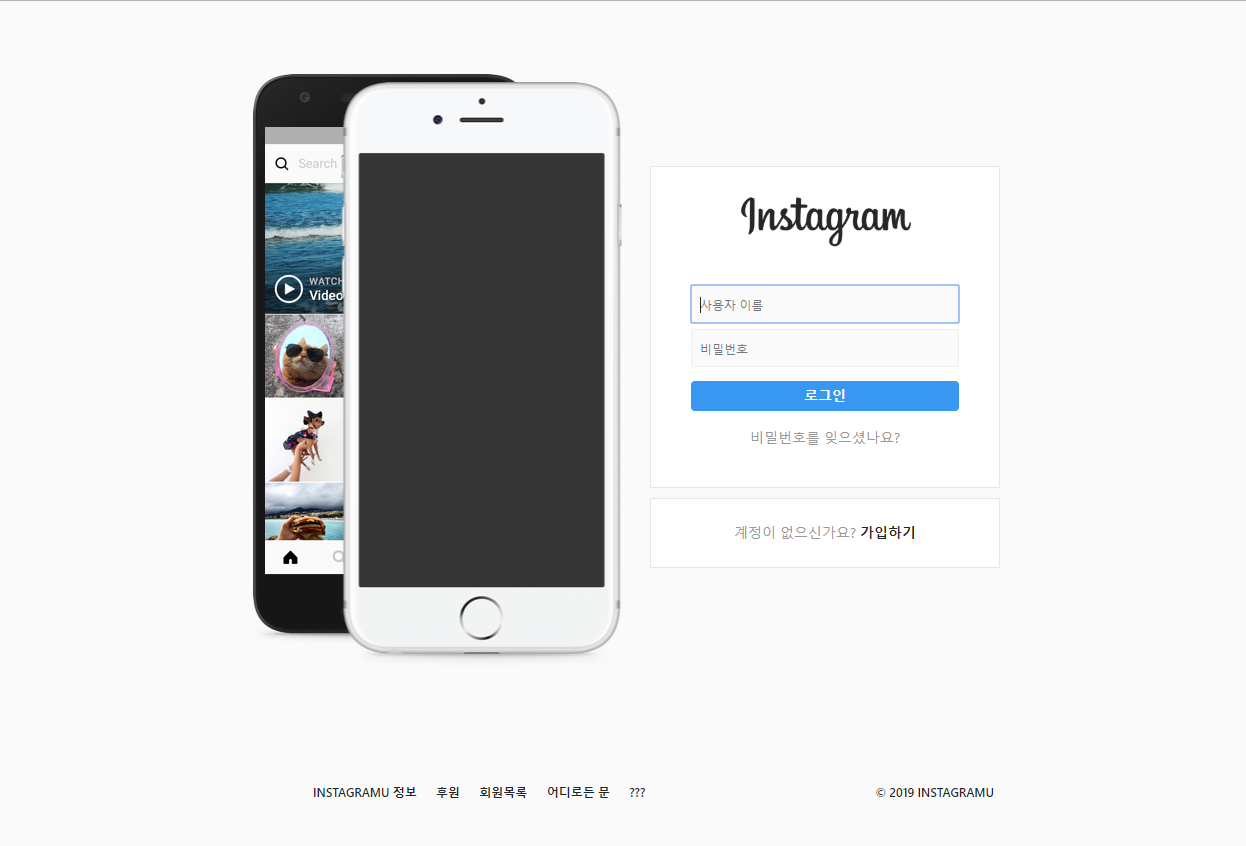 Search
WATCH
Video
Instagram
사용자 이름
비밀번호
로그인
비밀번호를 잊으셨나요?
계정이 없으신가요? 가입하기
INSTAGRAMU 정보 후원 회원목록 어디로든 문 ???
© 2019 INSTAGRAMU